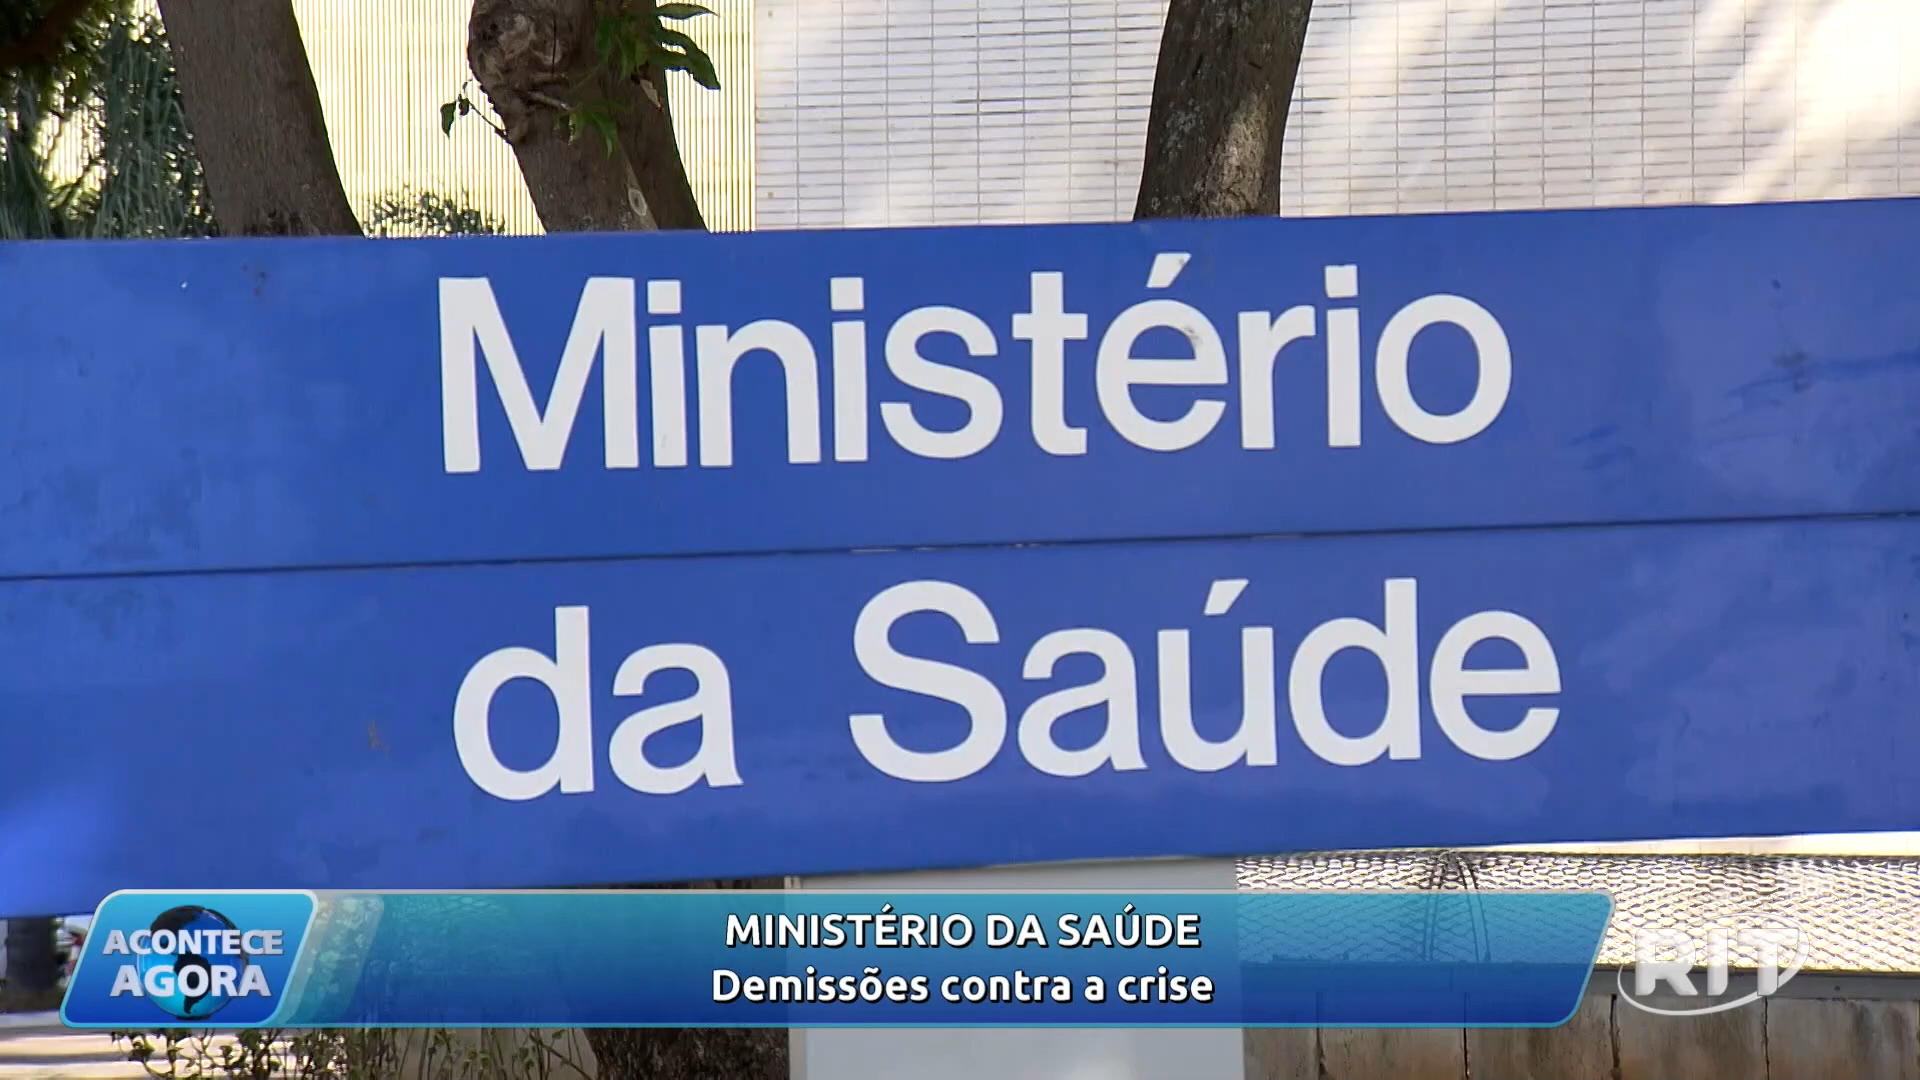 Ministério
da Saúde
ACONTECE
AGORA
MINISTÉRIO DA SAÚDE
Demissões contra a crise
RIT